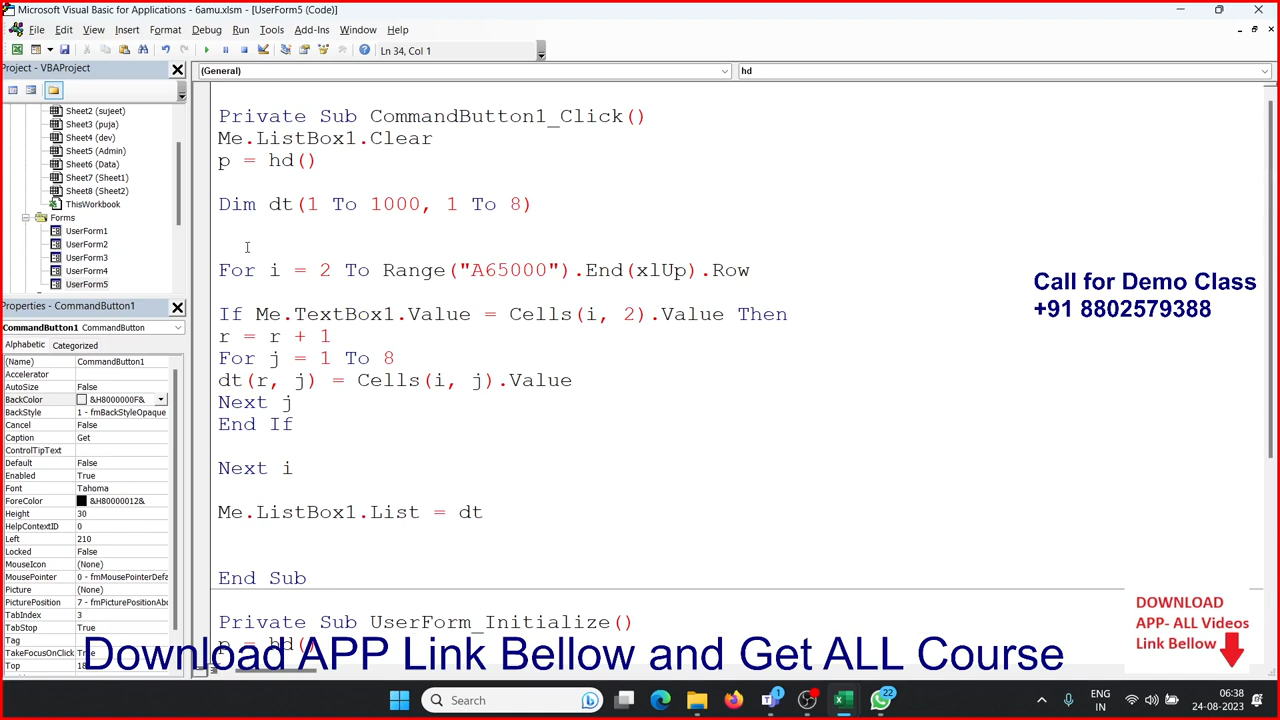 Microsoft Visual Basic for Applications - 6amu.xlsm - [UserForm5 (Code)]
File Edit View Insert Format Debug Run Tools Add-Ins Window Help
Ln 34, Col 1
Project - VBAProject
(General) hd
Sheet2 (sujeet)
Sheet3 (puja)
Sheet4 (dev)
Sheet5 (Admin)
Sheet6 (Data)
Sheet7 (Sheet1)
Sheet8 (Sheet2)
ThisWorkbook
Forms
UserForm1
UserForm2
UserForm3
UserForm4
UserForm5
Properties - CommandButton1
CommandButton1 CommandButton
Alphabetic Categorized
(Name) CommandButton1
Accelerator
AutoSize False
BackColor &H8000000F&
BackStyle 1 - fmBackStyleOpaque
Cancel False
Caption Get
ControlTipText
Default False
Enabled True
Font Tahoma
ForeColor &H80000012&
Height 30
HelpContextID 0
Left 210
Locked False
MouseIcon (None)
MousePointer 0 - fmMousePointerDefa
Picture (None)
PicturePosition 7 - fmPicturePositionAbo
TabIndex 3
TabStop True
Tag
TakeFocusOnClick True
Top 18
Private Sub CommandButton1_Click()
Me.ListBox1.Clear
p = hd()
Dim dt(1 To 1000, 1 To 8)
For i = 2 To Range("A65000").End(xlUp).Row
If Me.TextBox1.Value = Cells(i, 2).Value Then
r = r + 1
For j = 1 To 8
dt(r, j) = Cells(i, j).Value
Next j
End If
Next i
Me.ListBox1.List = dt
End Sub
Private Sub UserForm_Initialize()
p = hd()
Call for Demo Class
+91 8802579388
DOWNLOAD
APP- ALL Videos
Link Bellow
Download APP Link Bellow and Get ALL Course
Search
1
22
ENG
IN
06:38
24-08-2023